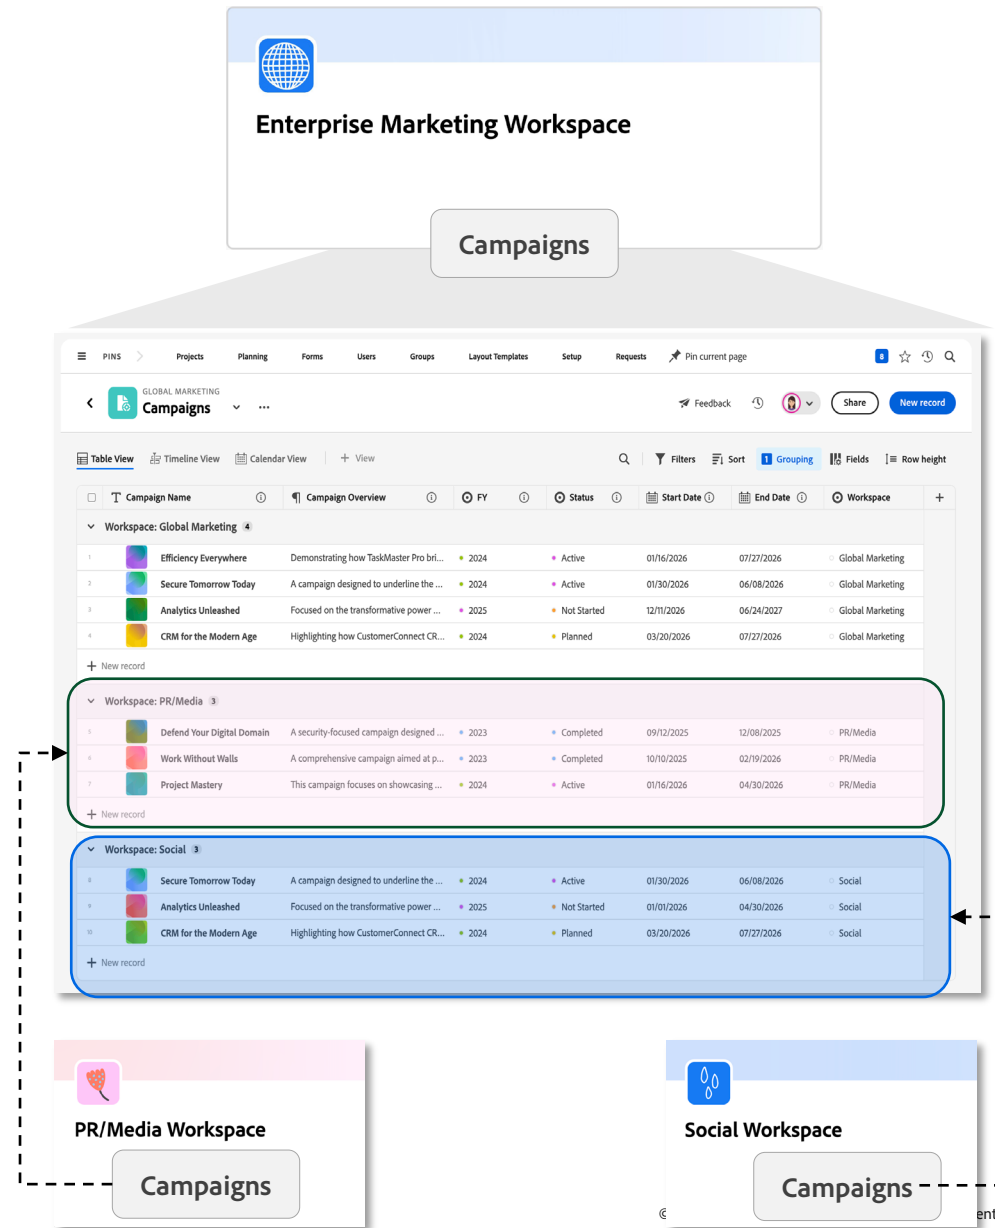 Enterprise Marketing Workspace
Campaigns
PINS Projects Planning Forms Users Groups Layout Templates Setup Requests Pin current page 8
GLOBAL MARKETING
Campaigns ... Feedback Share New record
Table View Timeline View Calendar View + View Filters Sort 1 Grouping Fields Row height
Campaign Name Campaign Overview FY Status Start Date End Date Workspace +
Workspace: Global Marketing 4
1 Efficiency Everywhere Demonstrating how TaskMaster Pro bri... 2024 Active 01/16/2026 07/27/2026 Global Marketing
2 Secure Tomorrow Today A campaign designed to underline the ... 2024 Active 01/30/2026 06/08/2026 Global Marketing
3 Analytics Unleashed Focused on the transformative power ... 2025 Not Started 12/11/2026 06/24/2027 Global Marketing
4 CRM for the Modern Age Highlighting how CustomerConnect CR... 2024 Planned 03/20/2026 07/27/2026 Global Marketing
+ New record
Workspace: PR/Media 3
5 Defend Your Digital Domain A security-focused campaign designed ... 2023 Completed 09/12/2025 12/08/2025 PR/Media
6 Work Without Walls A comprehensive campaign aimed at p... 2023 Completed 10/10/2025 02/19/2026 PR/Media
7 Project Mastery This campaign focuses on showcasing ... 2024 Active 01/16/2026 04/30/2026 PR/Media
+ New record
Workspace: Social 3
8 Secure Tomorrow Today A campaign designed to underline the ... 2024 Active 01/30/2026 06/08/2026 Social
9 Analytics Unleashed Focused on the transformative power ... 2025 Not Started 01/01/2026 04/30/2026 Social
10 CRM for the Modern Age Highlighting how CustomerConnect CR... 2024 Planned 03/20/2026 07/27/2026 Social
+ New record
PR/Media Workspace
Campaigns
Social Workspace
Campaigns
©